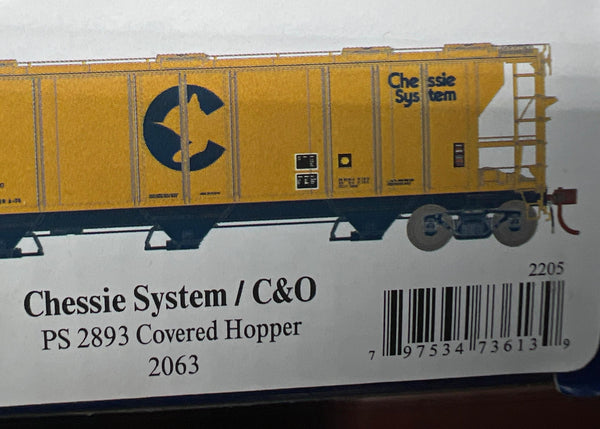 Chessie
System
Chessie System / C&O
PS 2893 Covered Hopper
2063
2205
7 97534 73613 9